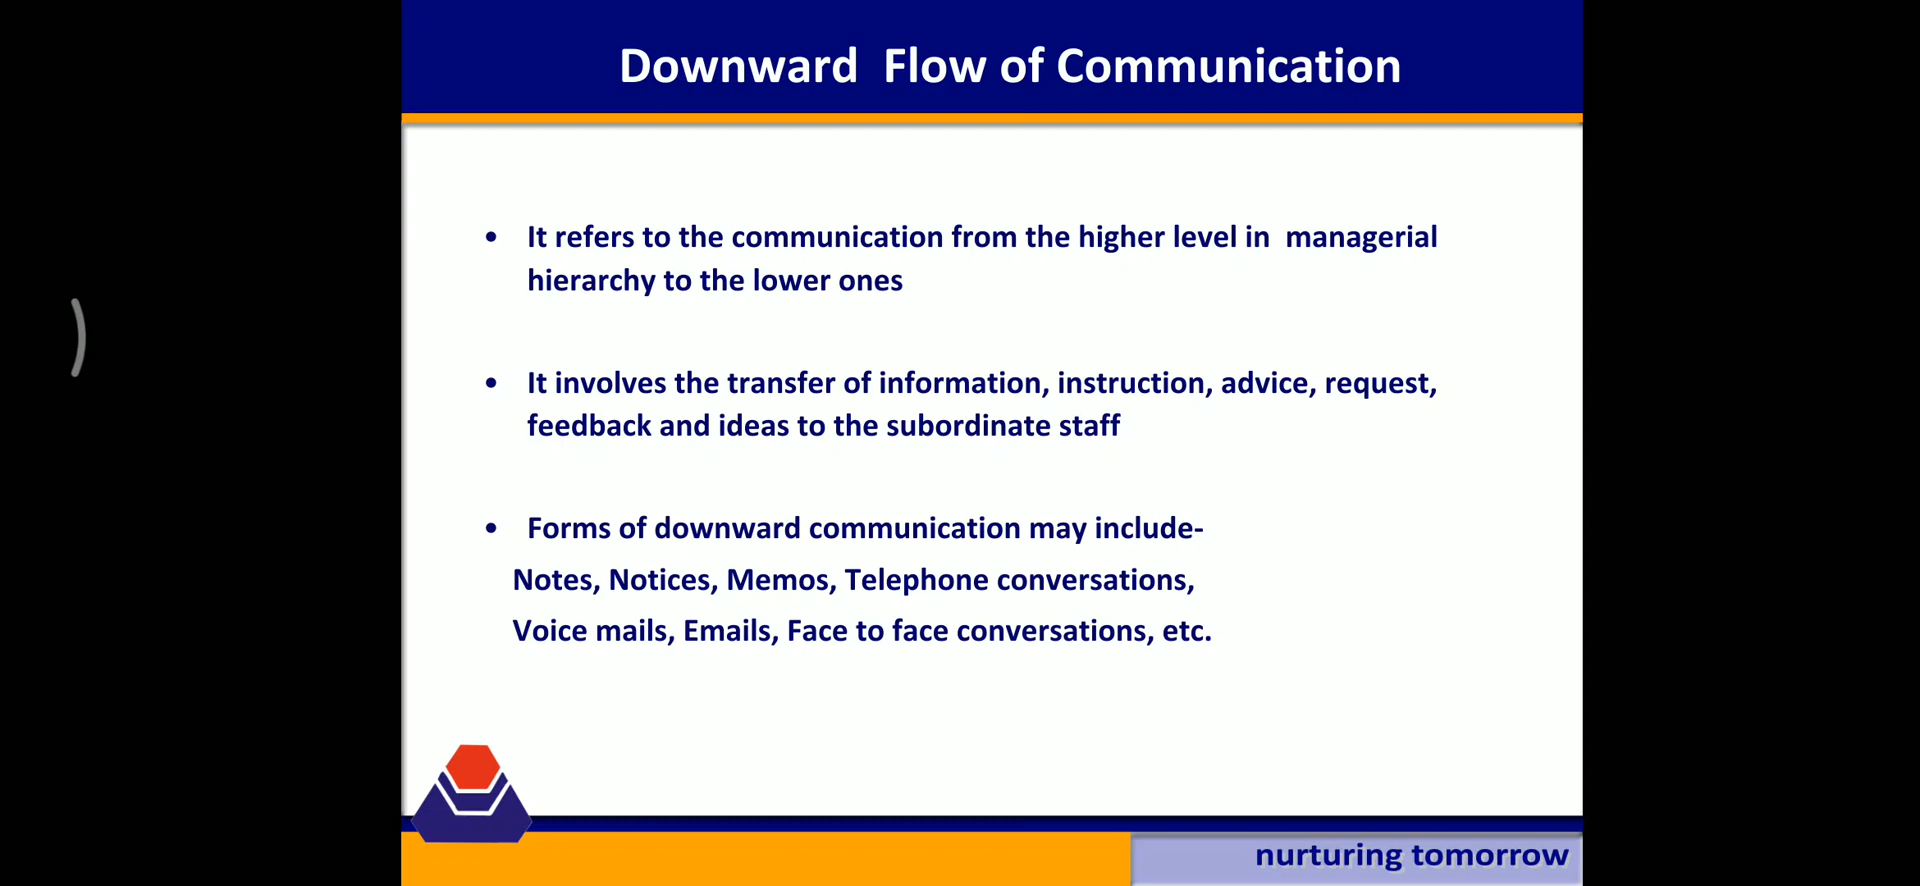 Downward  Flow of Communication
• It refers to the communication from the higher level in  managerial
hierarchy to the lower ones
• It involves the transfer of information, instruction, advice, request,
feedback and ideas to the subordinate staff
• Forms of downward communication may include-
Notes, Notices, Memos, Telephone conversations,
Voice mails, Emails, Face to face conversations, etc.
nurturing tomorrow